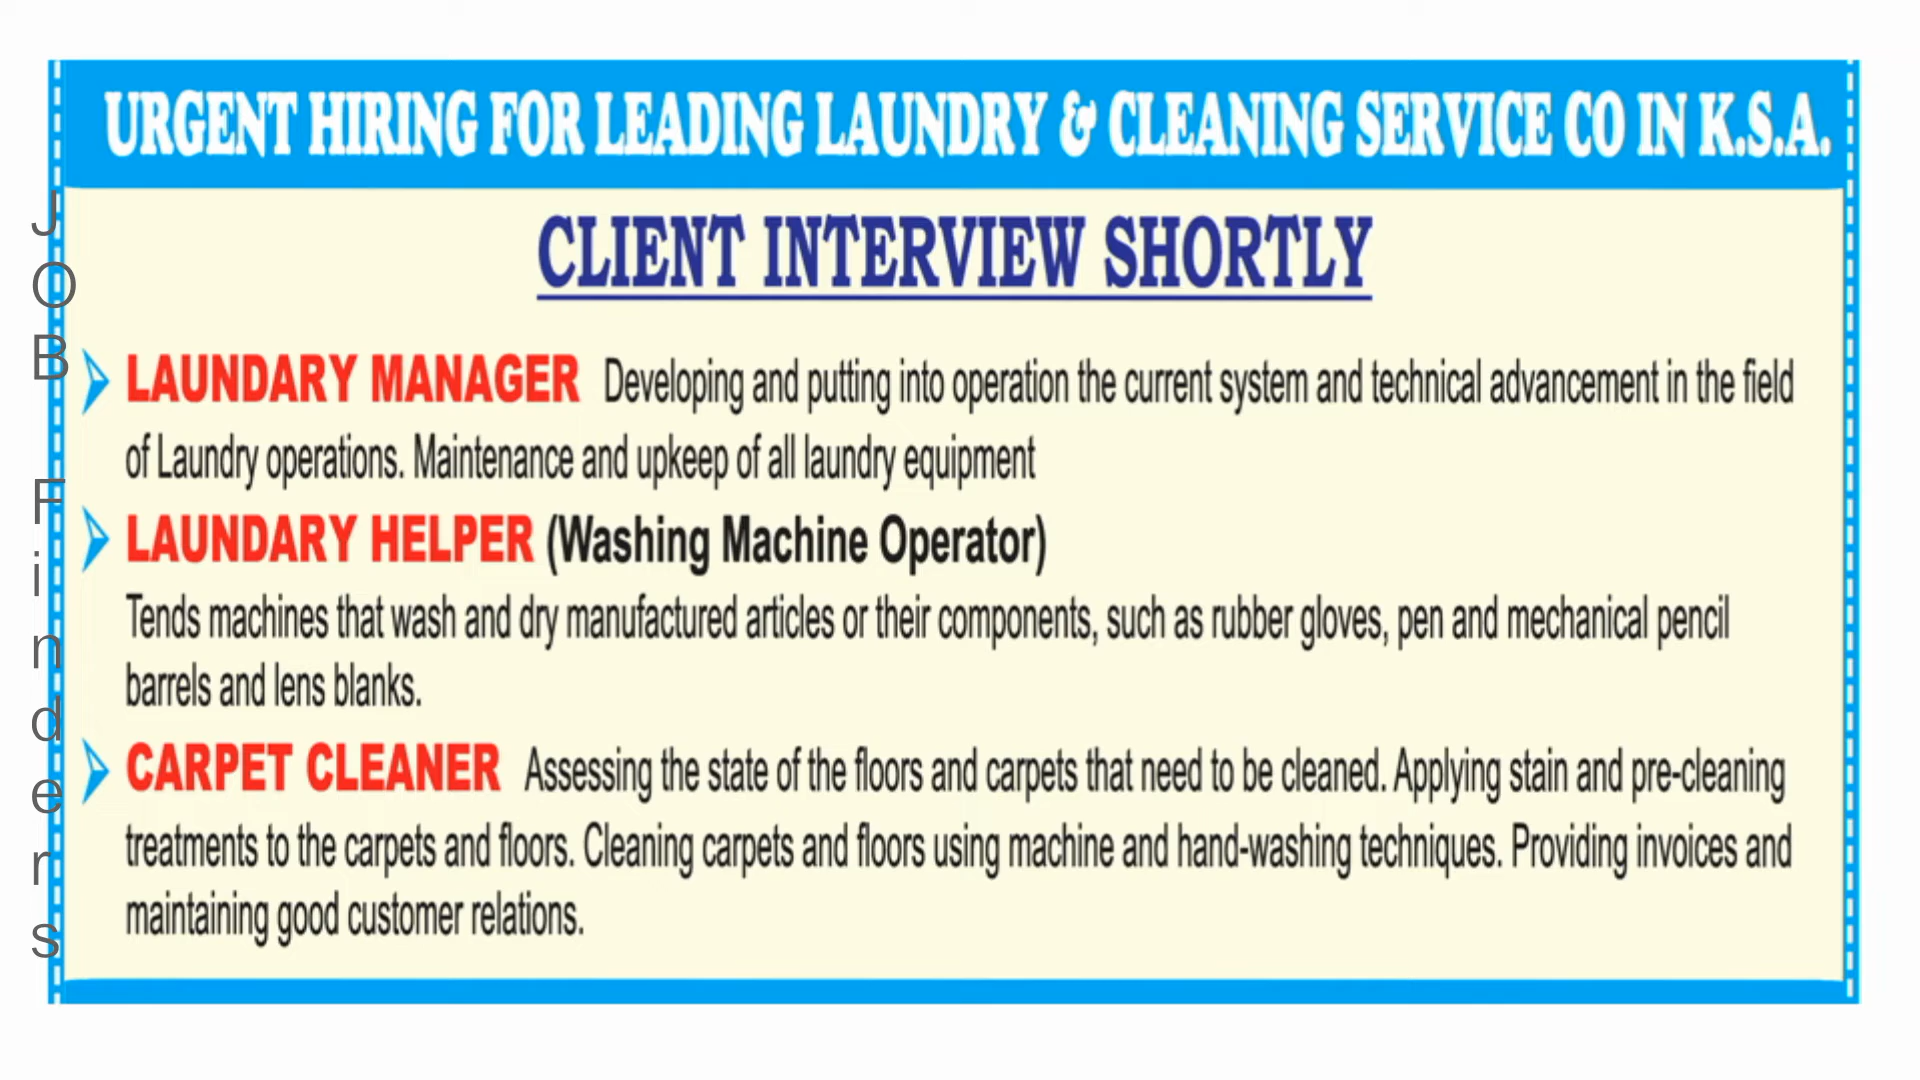 URGENT HIRING FOR LEADING LAUNDRY & CLEANING SERVICE CO IN K.S.A.
CLIENT INTERVIEW SHORTLY
LAUNDARY MANAGER Developing and putting into operation the current system and technical advancement in the field
of Laundry operations. Maintenance and upkeep of all laundry equipment
LAUNDARY HELPER (Washing Machine Operator)
Tends machines that wash and dry manufactured articles or their components, such as rubber gloves, pen and mechanical pencil
barrels and lens blanks.
CARPET CLEANER Assessing the state of the floors and carpets that need to be cleaned. Applying stain and pre-cleaning
treatments to the carpets and floors. Cleaning carpets and floors using machine and hand-washing techniques. Providing invoices and
maintaining good customer relations.
JOB Finders